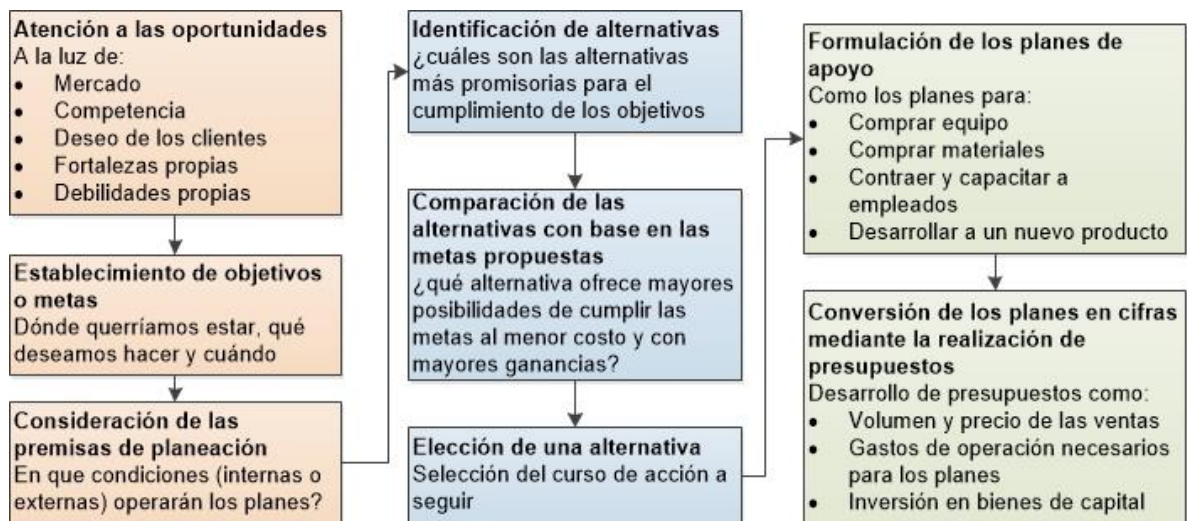 Atención a las oportunidades
A la luz de:
• Mercado
• Competencia
• Deseo de los clientes
• Fortalezas propias
• Debilidades propias
Establecimiento de objetivos
o metas
Dónde querríamos estar, qué
deseamos hacer y cuándo
Consideración de las
premisas de planeación
En que condiciones (internas o
externas) operarán los planes?
Identificación de alternativas
¿cuáles son las alternativas
más promisorias para el
cumplimiento de los objetivos
Comparación de las
alternativas con base en las
metas propuestas
¿qué alternativa ofrece mayores
posibilidades de cumplir las
metas al menor costo y con
mayores ganancias?
Elección de una alternativa
Selección del curso de acción a
seguir
Formulación de los planes de
apoyo
Como los planes para:
• Comprar equipo
• Comprar materiales
• Contraer y capacitar a
empleados
• Desarrollar a un nuevo producto
Conversión de los planes en cifras
mediante la realización de
presupuestos
Desarrollo de presupuestos como:
• Volumen y precio de las ventas
• Gastos de operación necesarios
para los planes
• Inversión en bienes de capital